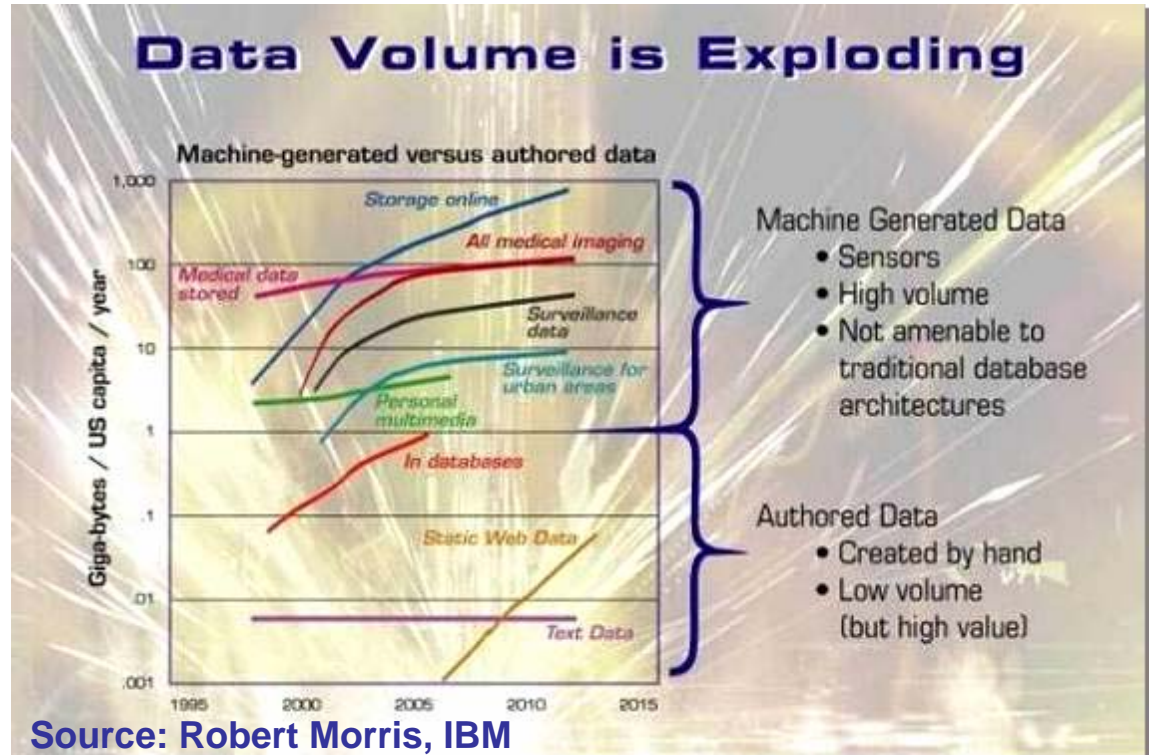 Data Volume is Exploding
Machine-generated versus authored data
Giga-bytes / US capita / year
1,000
100
10
1
.1
.01
.001
Storage online
All medical imaging
Medical data
stored
Surveillance
data
Surveillance for
urban areas
Personal
multimedia
In databases
Static Web Data
Text Data
1995
2000
2005
2010
2015
Machine Generated Data
• Sensors
• High volume
• Not amenable to
traditional database
architectures
Authored Data
• Created by hand
• Low volume
(but high value)
Source: Robert Morris, IBM